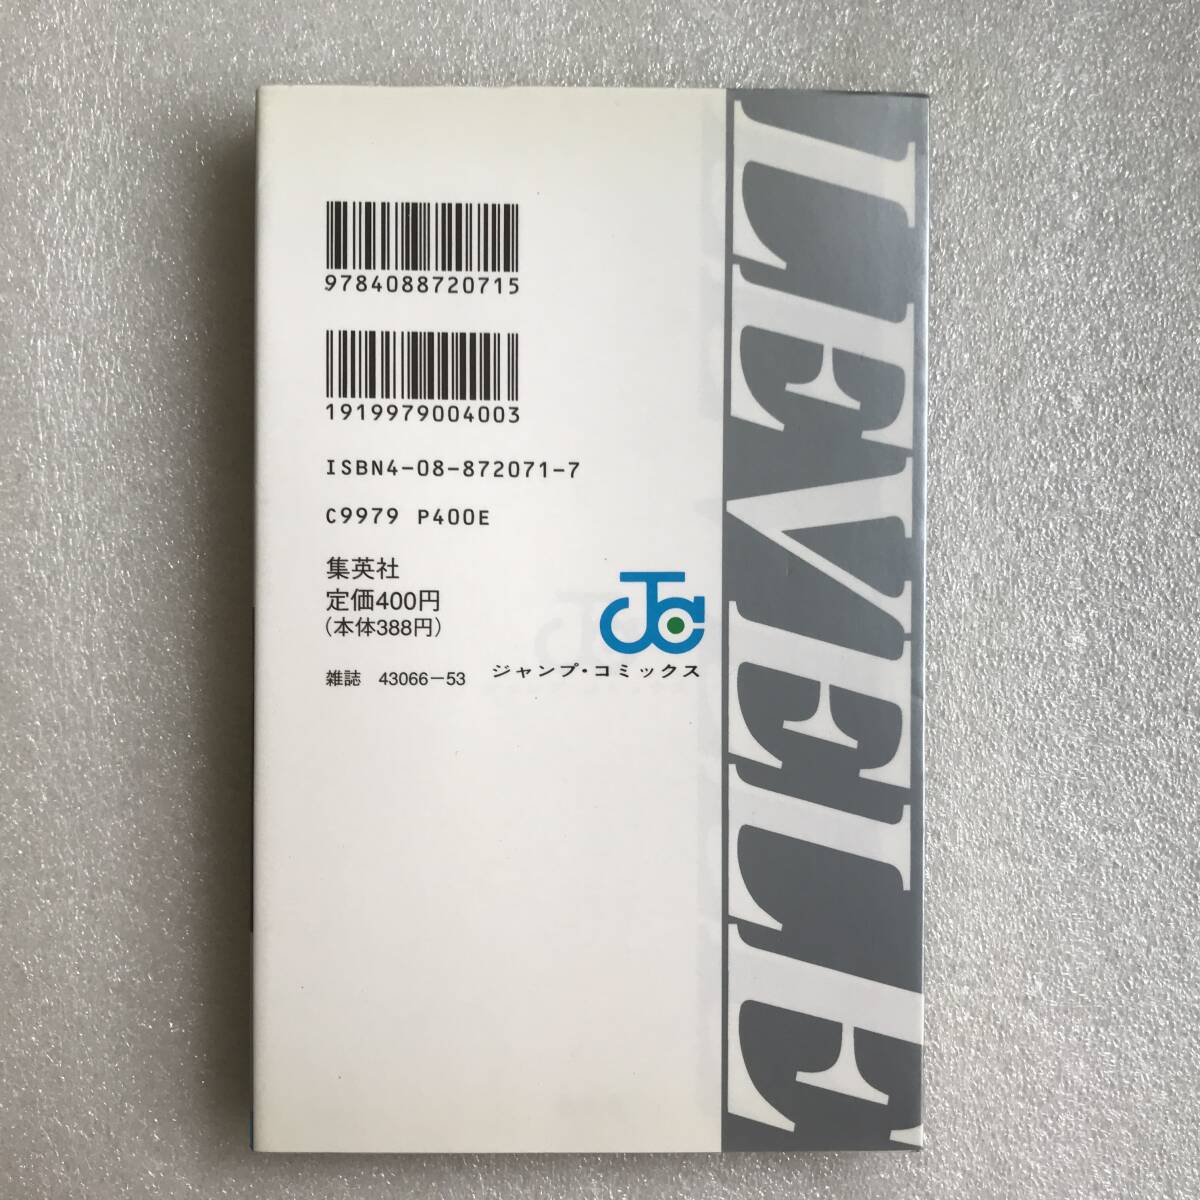 9784088720715
1919979004003
ISBN4-08-872071-7
C9979 P400E
集英社
定価400円
(本体388円)
雑誌 43066-53
JC
ジャンプ・コミックス
LEVEL E